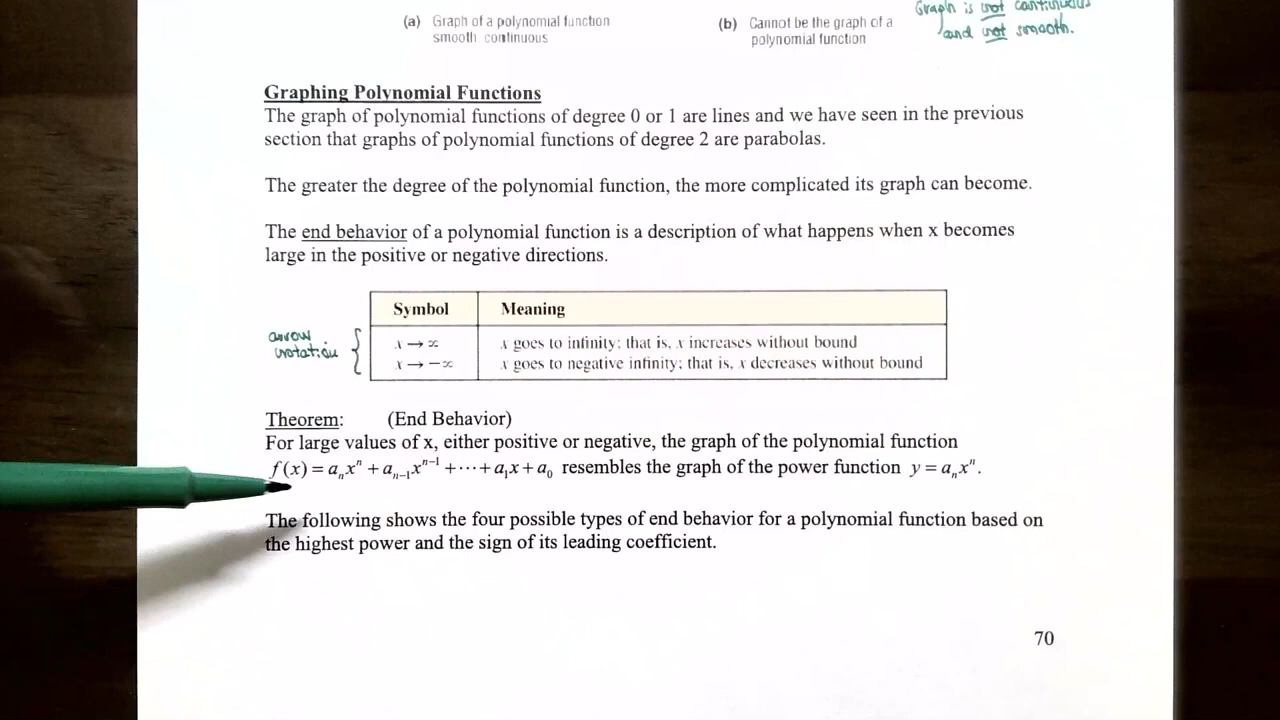 Graph is not continuous
and not smooth.
(a) Graph of a polynomial function
smooth continuous
(b) Cannot be the graph of a
polynomial function
Graphing Polynomial Functions
The graph of polynomial functions of degree 0 or 1 are lines and we have seen in the previous
section that graphs of polynomial functions of degree 2 are parabolas.
The greater the degree of the polynomial function, the more complicated its graph can become.
The end behavior of a polynomial function is a description of what happens when x becomes
large in the positive or negative directions.
Symbol Meaning
arrow
notation
x → ∞ x goes to infinity; that is, x increases without bound
x → −∞ x goes to negative infinity; that is, x decreases without bound
Theorem: (End Behavior)
For large values of x, either positive or negative, the graph of the polynomial function
f(x) = aₙxⁿ + aₙ₋₁xⁿ⁻¹ + ⋯ + a₁x + a₀ resembles the graph of the power function y = aₙxⁿ.
The following shows the four possible types of end behavior for a polynomial function based on
the highest power and the sign of its leading coefficient.
70